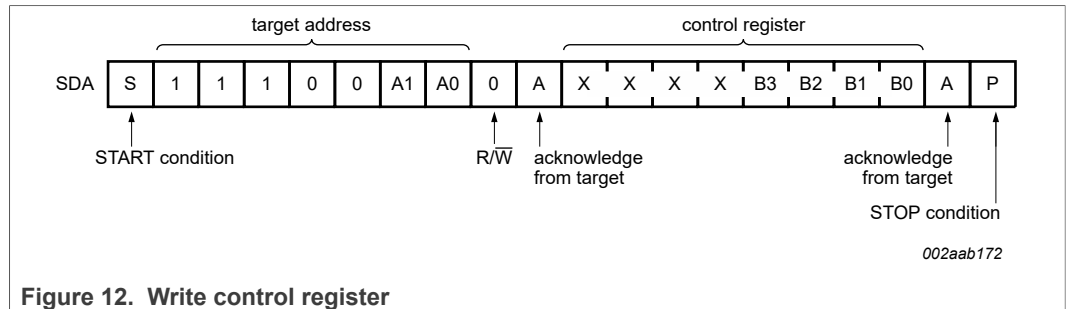 target address control register
SDA S 1 1 1 0 0 A1 A0 0 A X X X X B3 B2 B1 B0 A P
START condition R/W̅ acknowledge from target acknowledge from target
STOP condition
002aab172
Figure 12. Write control register